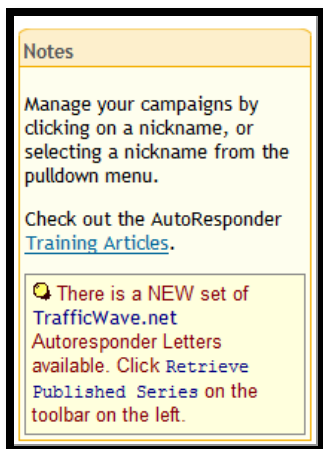 Notes
Manage your campaigns by
clicking on a nickname, or
selecting a nickname from the
pulldown menu.
Check out the AutoResponder
Training Articles.
There is a NEW set of
TrafficWave.net
Autoresponder Letters
available. Click Retrieve
Published Series on the
toolbar on the left.